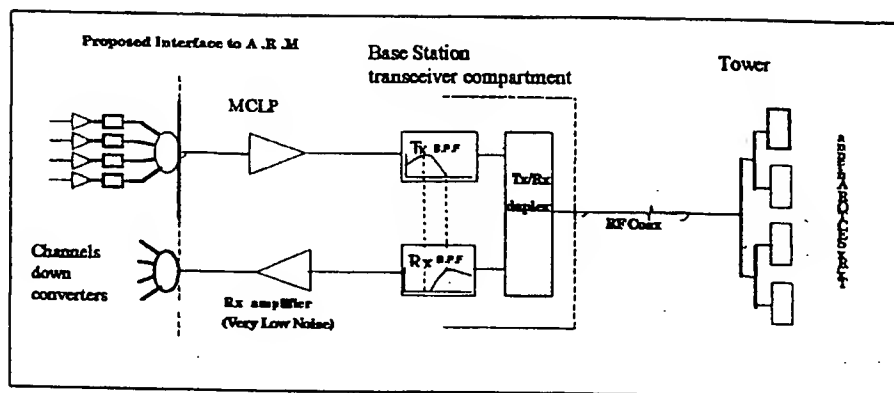 Proposed Interface to A .R .M
Base Station
transceiver compartment
Tower
MCLP
Tx B.P.F
Tx/Rx
duplex
RF Coax
Channels
down
converters
Rx B.P.F
Rx amplifier
(Very Low Noise)